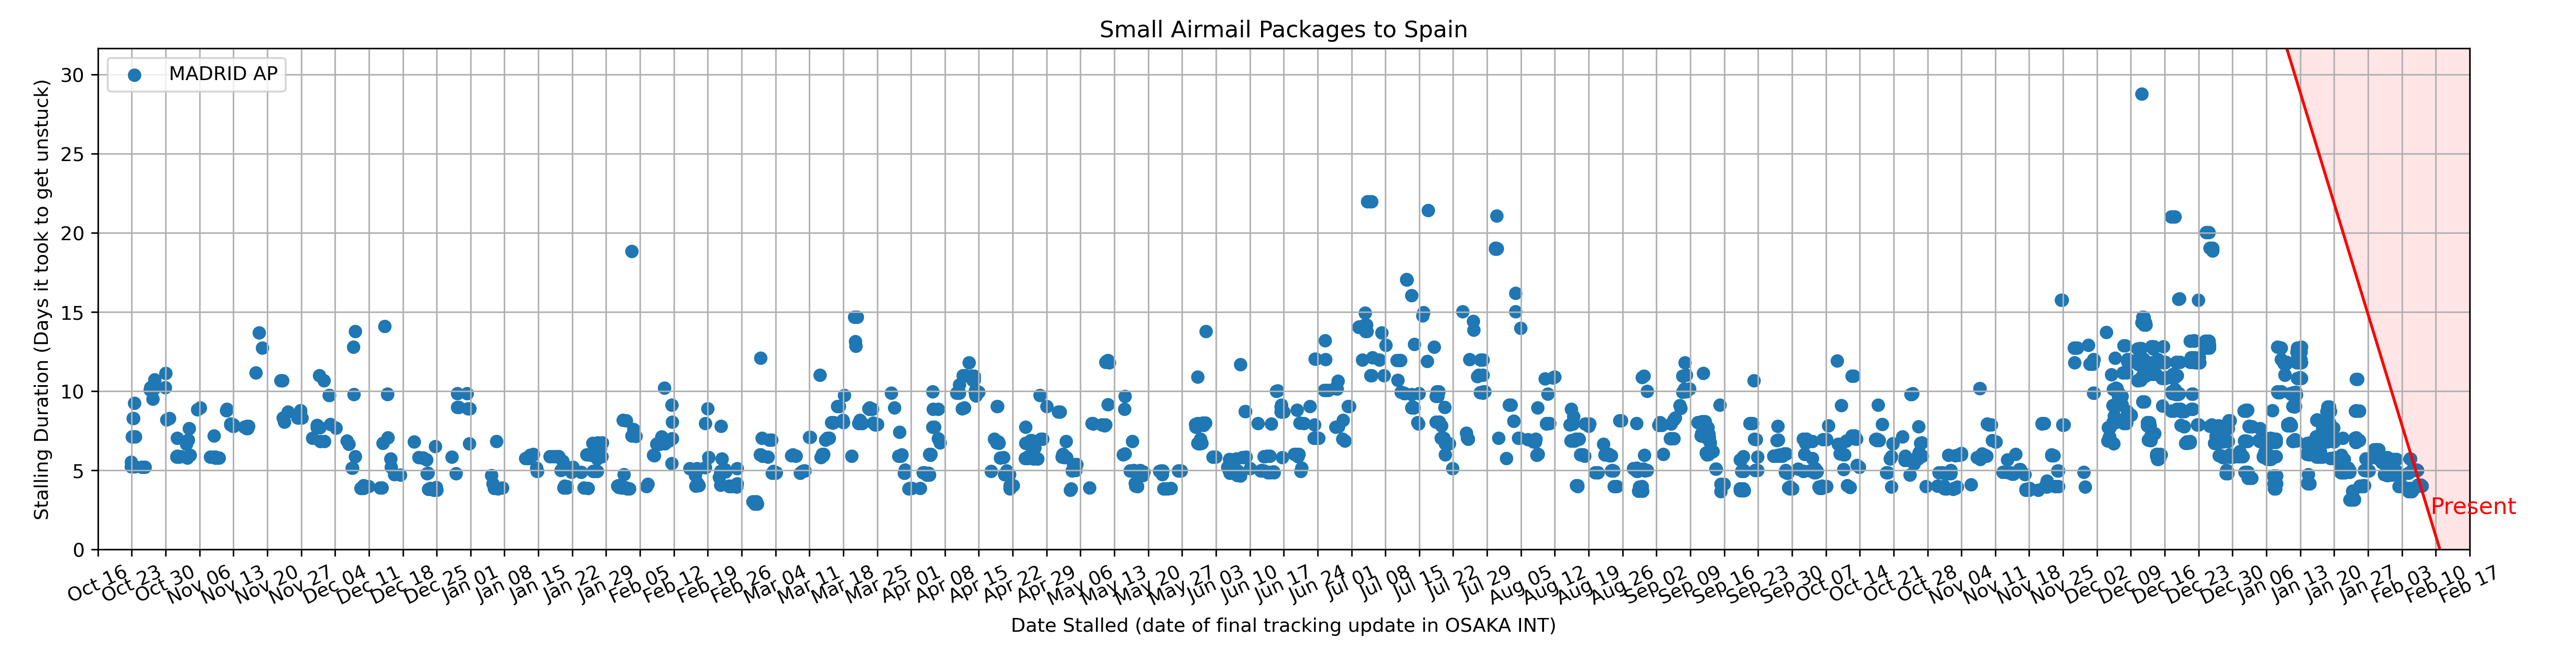 Small Airmail Packages to Spain
MADRID AP
Stalling Duration (Days it took to get unstuck)
30
25
20
15
10
5
0
Present
Oct 16
Oct 23
Oct 30
Nov 06
Nov 13
Nov 20
Nov 27
Dec 04
Dec 11
Dec 18
Dec 25
Jan 01
Jan 08
Jan 15
Jan 22
Jan 29
Feb 05
Feb 12
Feb 19
Feb 26
Mar 04
Mar 11
Mar 18
Mar 25
Apr 01
Apr 08
Apr 15
Apr 22
Apr 29
May 06
May 13
May 20
May 27
Jun 03
Jun 10
Jun 17
Jun 24
Jul 01
Jul 08
Jul 15
Jul 22
Jul 29
Aug 05
Aug 12
Aug 19
Aug 26
Sep 02
Sep 09
Sep 16
Sep 23
Sep 30
Oct 07
Oct 14
Oct 21
Oct 28
Nov 04
Nov 11
Nov 18
Nov 25
Dec 02
Dec 09
Dec 16
Dec 23
Dec 30
Jan 06
Jan 13
Jan 20
Jan 27
Feb 03
Feb 10
Feb 17
Date Stalled (date of final tracking update in OSAKA INT)